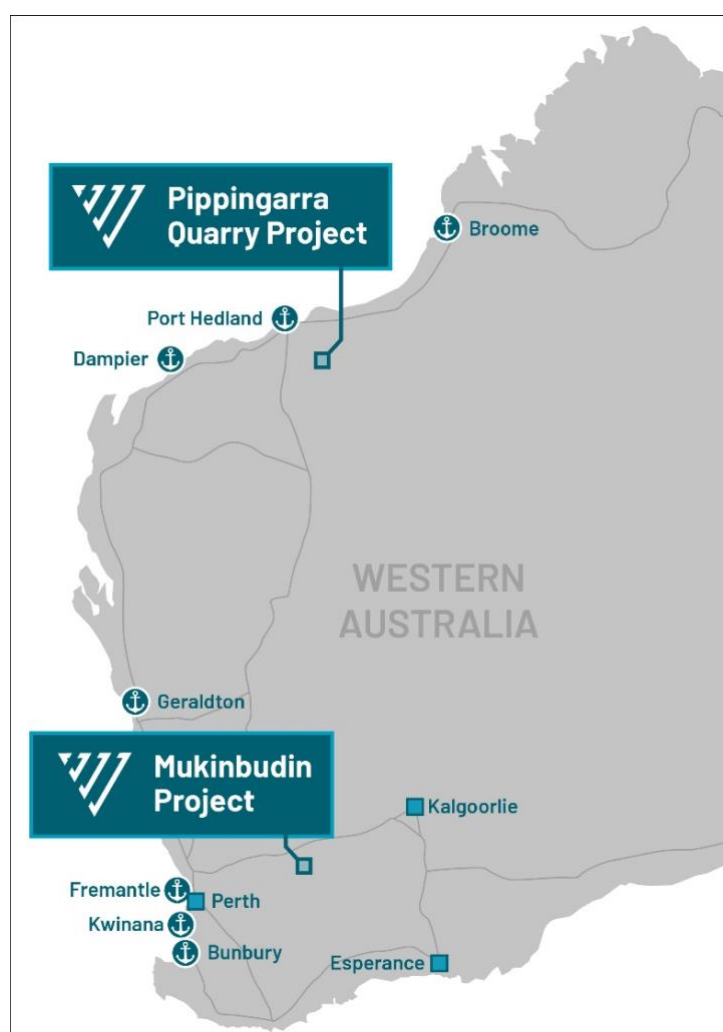 Pippingarra
Quarry Project
Broome
Port Hedland
Dampier
WESTERN
AUSTRALIA
Geraldton
Mukinbudin
Project
Kalgoorlie
Fremantle
Perth
Kwinana
Bunbury
Esperance